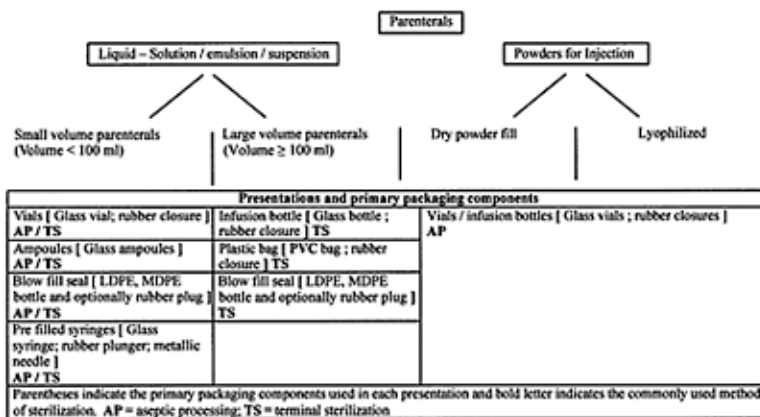 Parenterals
Liquid – Solution / emulsion / suspension
Powders for Injection
Small volume parenterals
(Volume < 100 ml)
Large volume parenterals
(Volume ≥ 100 ml)
Dry powder fill
Lyophilized
Presentations and primary packaging components
Vials [ Glass vial; rubber closure ]
AP / TS
Infusion bottle [ Glass bottle ;
rubber closure ] TS
Vials / infusion bottles [ Glass vials ; rubber closures ]
AP
Ampoules [ Glass ampoules ]
AP / TS
Plastic bag [ PVC bag ; rubber
closure ] TS
Blow fill seal [ LDPE, MDPE
bottle and optionally rubber plug ]
AP / TS
Blow fill seal [ LDPE, MDPE
bottle and optionally rubber plug ]
TS
Pre filled syringes [ Glass
syringe; rubber plunger; metallic
needle ]
AP / TS
Parentheses indicate the primary packaging components used in each presentation and bold letter indicates the commonly used method
of sterilization. AP = aseptic processing; TS = terminal sterilization